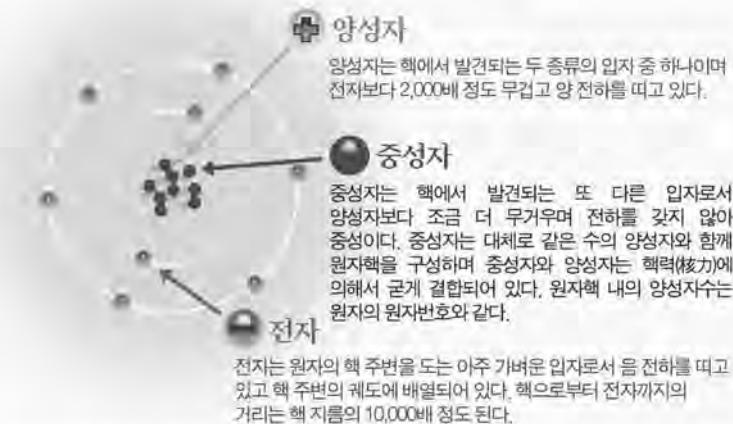 양성자
양성자는 핵에서 발견되는 두 종류의 입자 중 하나이며
전자보다 2,000배 정도 무겁고 양 전하를 띠고 있다.
중성자
중성자는 핵에서 발견되는 또 다른 입자로서
양성자보다 조금 더 무거우며 전하를 갖지 않아
중성이다. 중성자는 대체로 같은 수의 양성자와 함께
원자핵을 구성하며 중성자와 양성자는 핵력(核力)에
의해서 굳게 결합되어 있다. 원자핵 내의 양성자수는
원자의 원자번호와 같다.
전자
전자는 원자의 핵 주변을 도는 아주 가벼운 입자로서 음 전하를 띠고
있고 핵 주변의 궤도에 배열되어 있다. 핵으로부터 전자까지의
거리는 핵 지름의 10,000배 정도 된다.